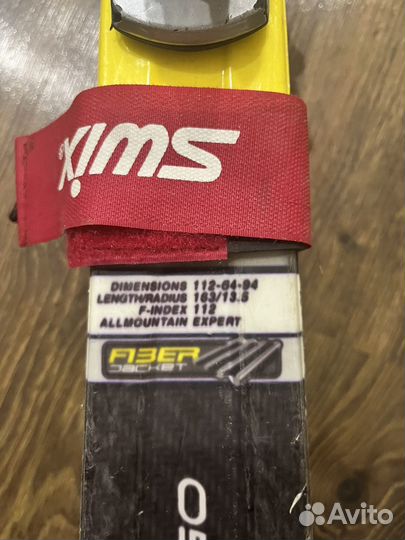 SWIX
DIMENSIONS 112-64-94
LENGTH/RADIUS 163/13.5
F-INDEX 112
ALLMOUNTAIN EXPERT
FIBER
JACKET
Avito